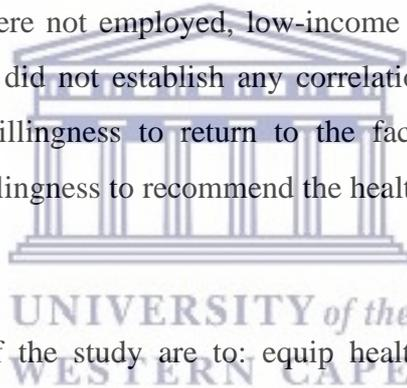 ere not employed, low-income
did not establish any correlatio
illingness to return to the fac
lingness to recommend the healt
UNIVERSITY of the
f the study are to: equip healt
WESTERN CAPE